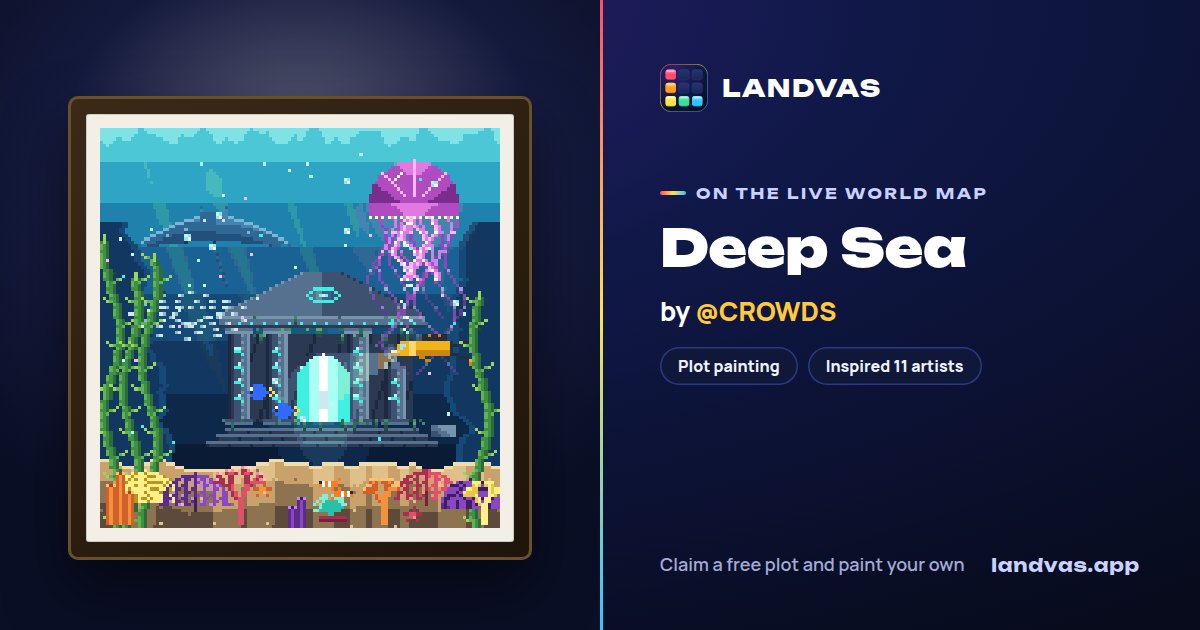 LANDVAS
ON THE LIVE WORLD MAP
Deep Sea
by @CROWDS
Plot painting
Inspired 11 artists
Claim a free plot and paint your own
landvas.app